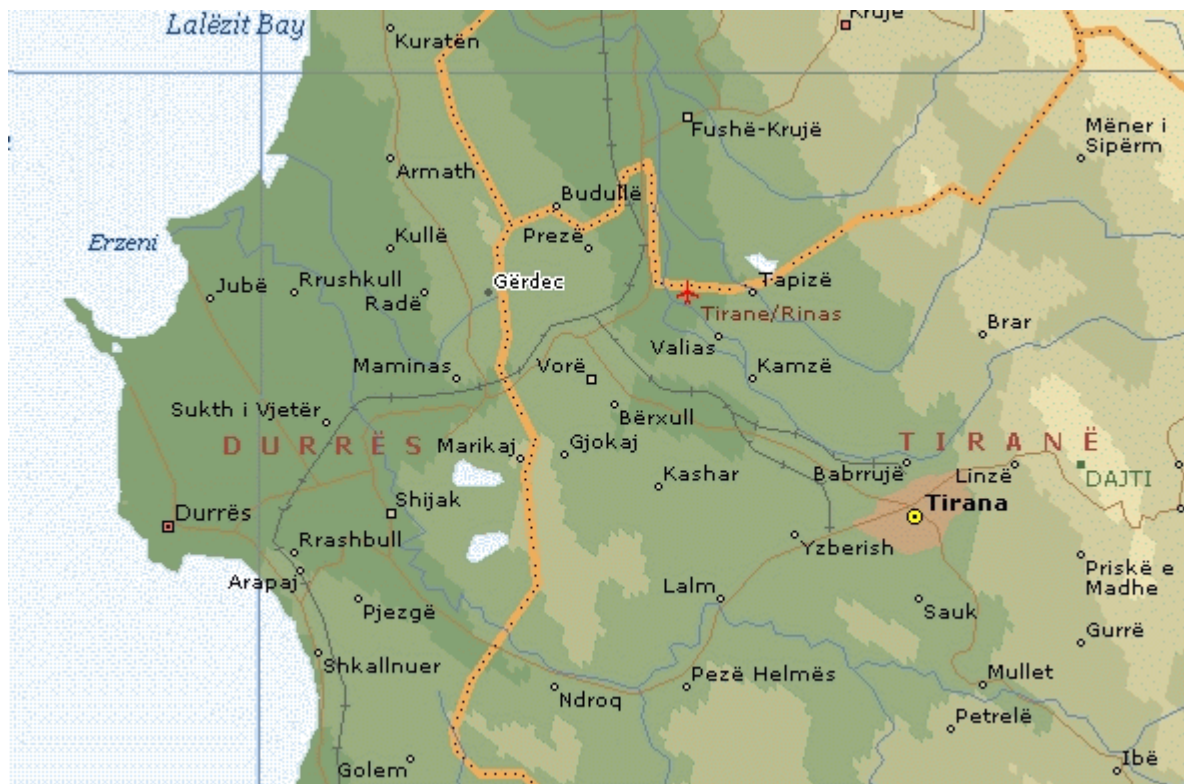 Lalëzit Bay
Krujë
Kuratën
Fushë-Krujë
Mëner i
Sipërm
Armath
Budullë
Erzeni
Kullë
Prezë
Jubë
Rrushkull
Radë
Gërdec
Tapizë
Tirane/Rinas
Brar
Valias
Maminas
Vorë
Kamzë
Sukth i Vjetër
Bërxull
DURRËS
Marikaj
Gjokaj
TIRANË
Kashar
Babrrujë
Linzë
DAJTI
Shijak
Tirana
Durrës
Rrashbull
Yzberish
Arapaj
Priskë e
Madhe
Pjezgë
Lalm
Sauk
Gurrë
Shkallnuer
Ndroq
Pezë Helmës
Mullet
Petrelë
Golem
Ibë